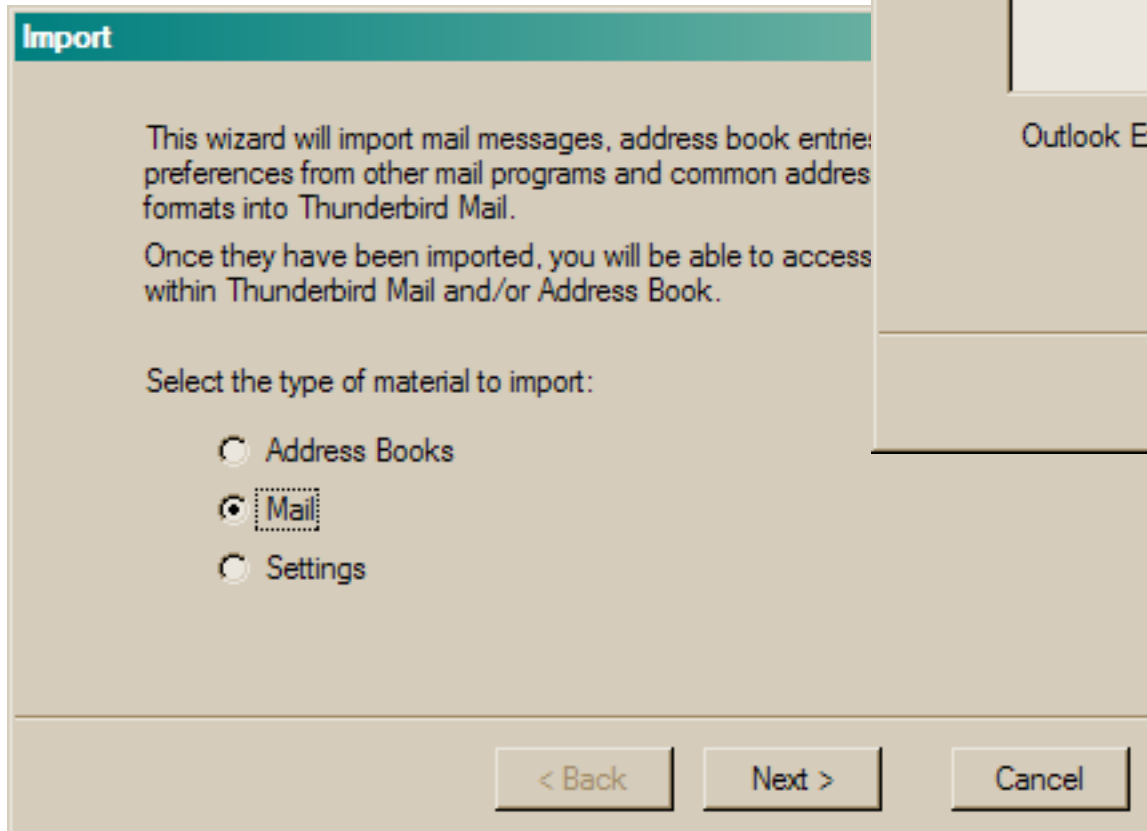 Import
This wizard will import mail messages, address book entries
preferences from other mail programs and common addres
formats into Thunderbird Mail.
Once they have been imported, you will be able to access
within Thunderbird Mail and/or Address Book.
Select the type of material to import:
Address Books
Mail
Settings
< Back
Next >
Cancel
Outlook E